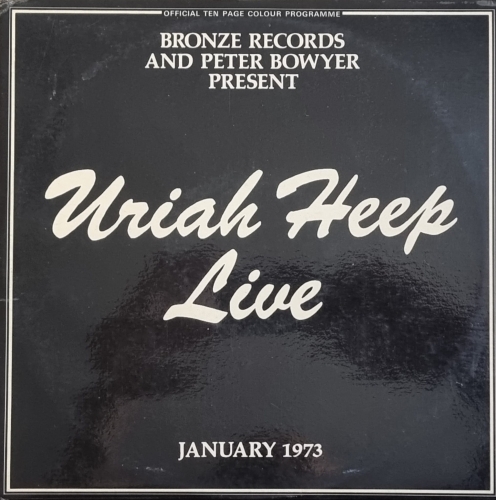 OFFICIAL TEN PAGE COLOUR PROGRAMME
BRONZE RECORDS
AND PETER BOWYER
PRESENT
Uriah Heep
Live
JANUARY 1973